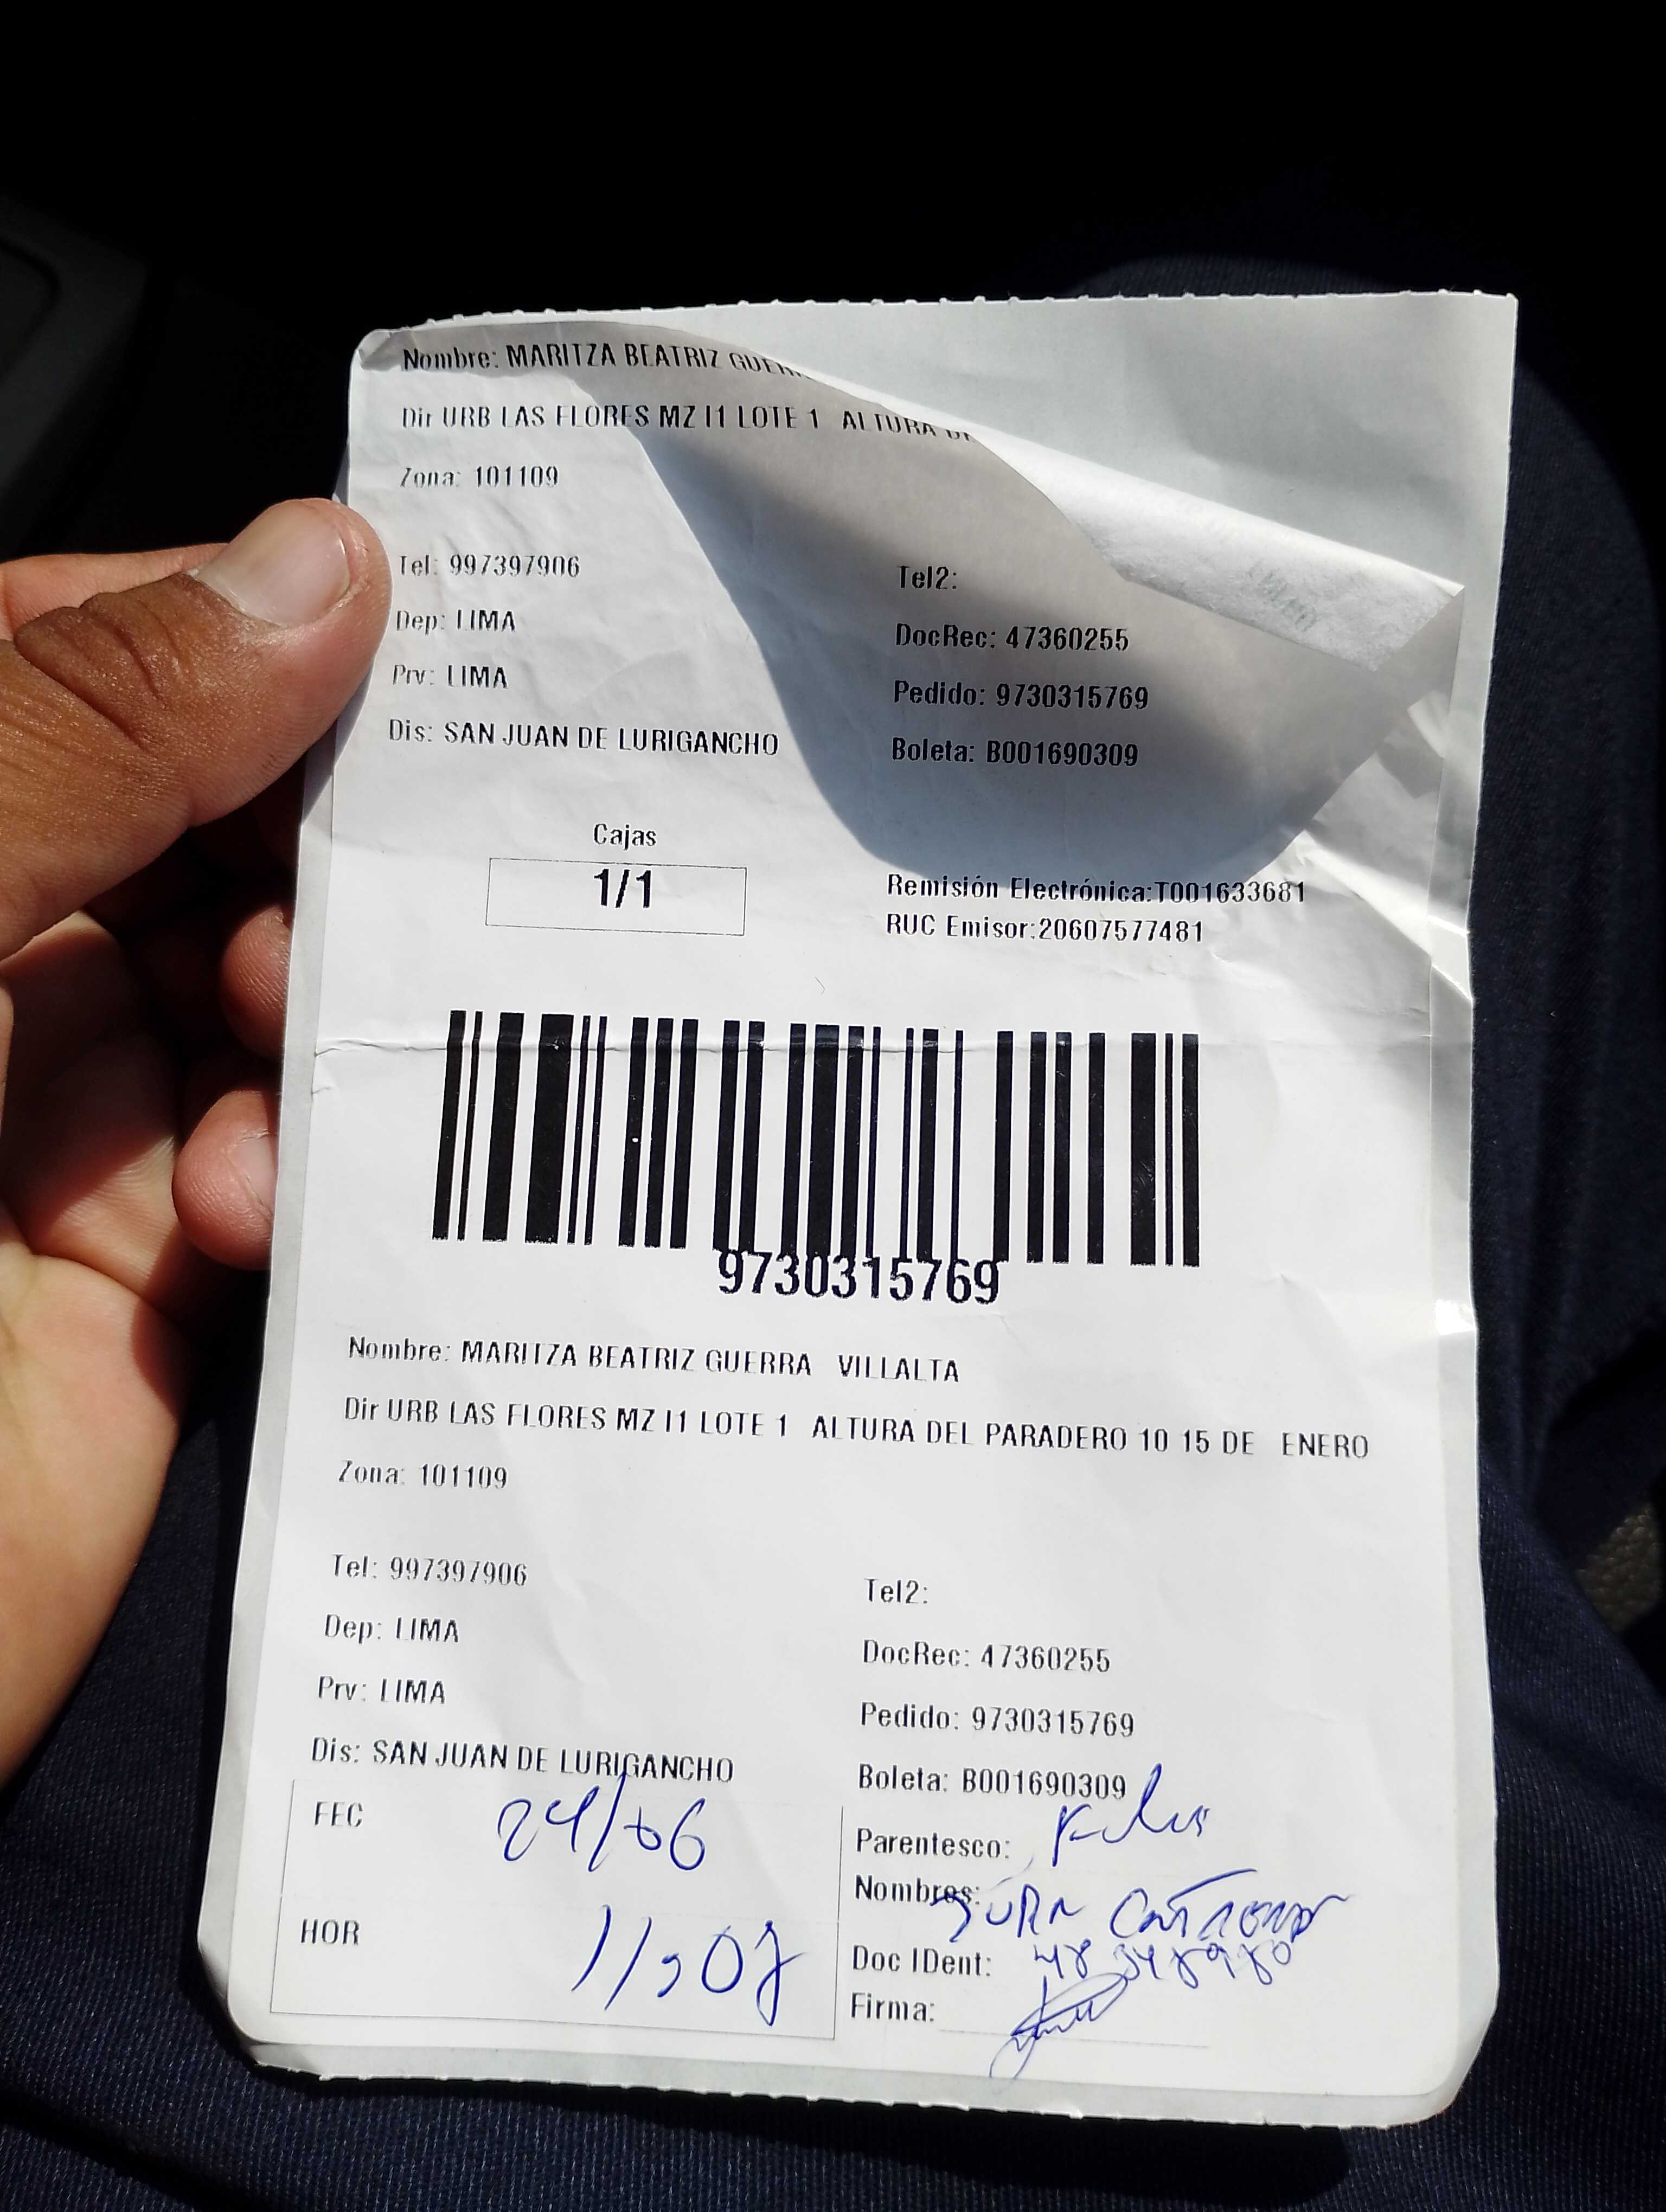 Nombre: MARITZA BEATRIZ
Dir URB LAS FLORES MZ I1 LOTE 1 ALTURA
Zona: 101109
Tel: 997397906
Tel2:
Dep: LIMA
DocRec: 47360255
Prv: LIMA
Pedido: 9730315769
Dis: SAN JUAN DE LURIGANCHO
Boleta: B001690309
Cajas
1/1
Remisión Electrónica:T001633681
RUC Emisor:20607577481
9730315769
Nombre: MARITZA BEATRIZ GUERRA VILLALTA
Dir URB LAS FLORES MZ I1 LOTE 1 ALTURA DEL PARADERO 10 15 DE ENERO
Zona: 101109
Tel: 997397906
Tel2:
Dep: LIMA
DocRec: 47360255
Prv: LIMA
Pedido: 9730315769
Dis: SAN JUAN DE LURIGANCHO
Boleta: B001690309
FEC 24/06
Parentesco:
Nombres:
HOR
Doc IDent:
Firma: